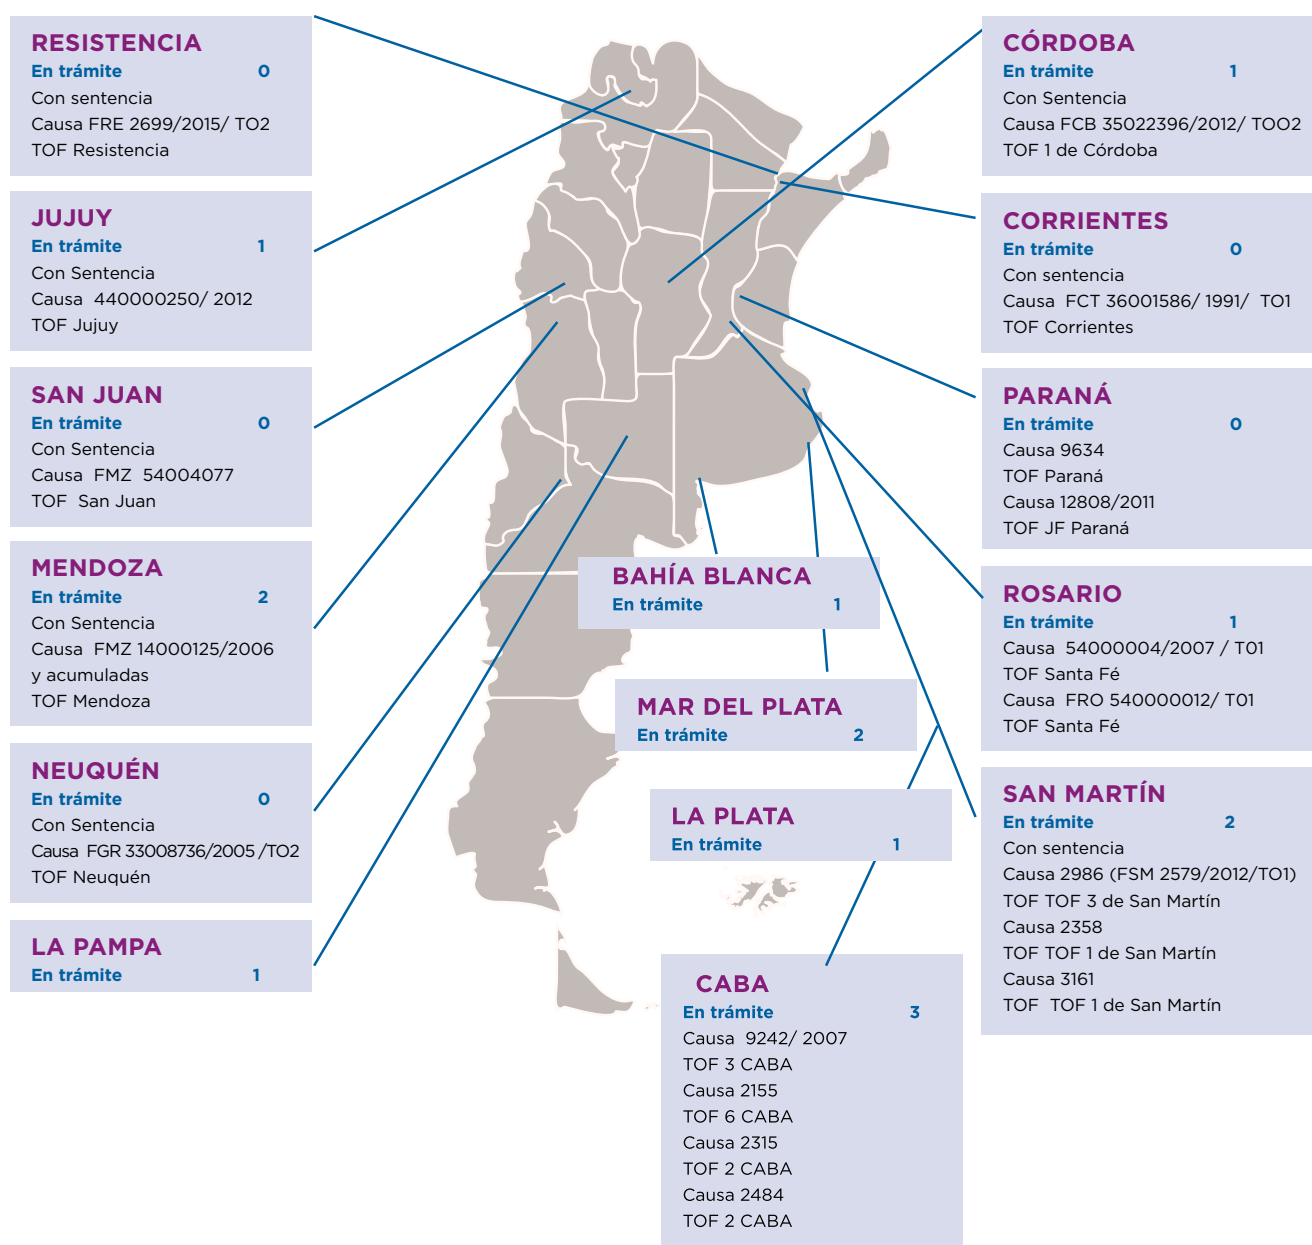 RESISTENCIA
En trámite 0
Con sentencia
Causa FRE 2699/2015/ TO2
TOF Resistencia
JUJUY
En trámite 1
Con Sentencia
Causa 440000250/ 2012
TOF Jujuy
SAN JUAN
En trámite 0
Con Sentencia
Causa FMZ 54004077
TOF San Juan
MENDOZA
En trámite 2
Con Sentencia
Causa FMZ 14000125/2006
y acumuladas
TOF Mendoza
NEUQUÉN
En trámite 0
Con Sentencia
Causa FGR 33008736/2005 /TO2
TOF Neuquén
LA PAMPA
En trámite 1
BAHÍA BLANCA
En trámite 1
MAR DEL PLATA
En trámite 2
LA PLATA
En trámite 1
CABA
En trámite 3
Causa 9242/ 2007
TOF 3 CABA
Causa 2155
TOF 6 CABA
Causa 2315
TOF 2 CABA
Causa 2484
TOF 2 CABA
CÓRDOBA
En trámite 1
Con Sentencia
Causa FCB 35022396/2012/ TOO2
TOF 1 de Córdoba
CORRIENTES
En trámite 0
Con sentencia
Causa FCT 36001586/ 1991/ TO1
TOF Corrientes
PARANÁ
En trámite 0
Causa 9634
TOF Paraná
Causa 12808/2011
TOF JF Paraná
ROSARIO
En trámite 1
Causa 54000004/2007 / T01
TOF Santa Fé
Causa FRO 540000012/ T01
TOF Santa Fé
SAN MARTÍN
En trámite 2
Con sentencia
Causa 2986 (FSM 2579/2012/TO1)
TOF TOF 3 de San Martín
Causa 2358
TOF TOF 1 de San Martín
Causa 3161
TOF TOF 1 de San Martín